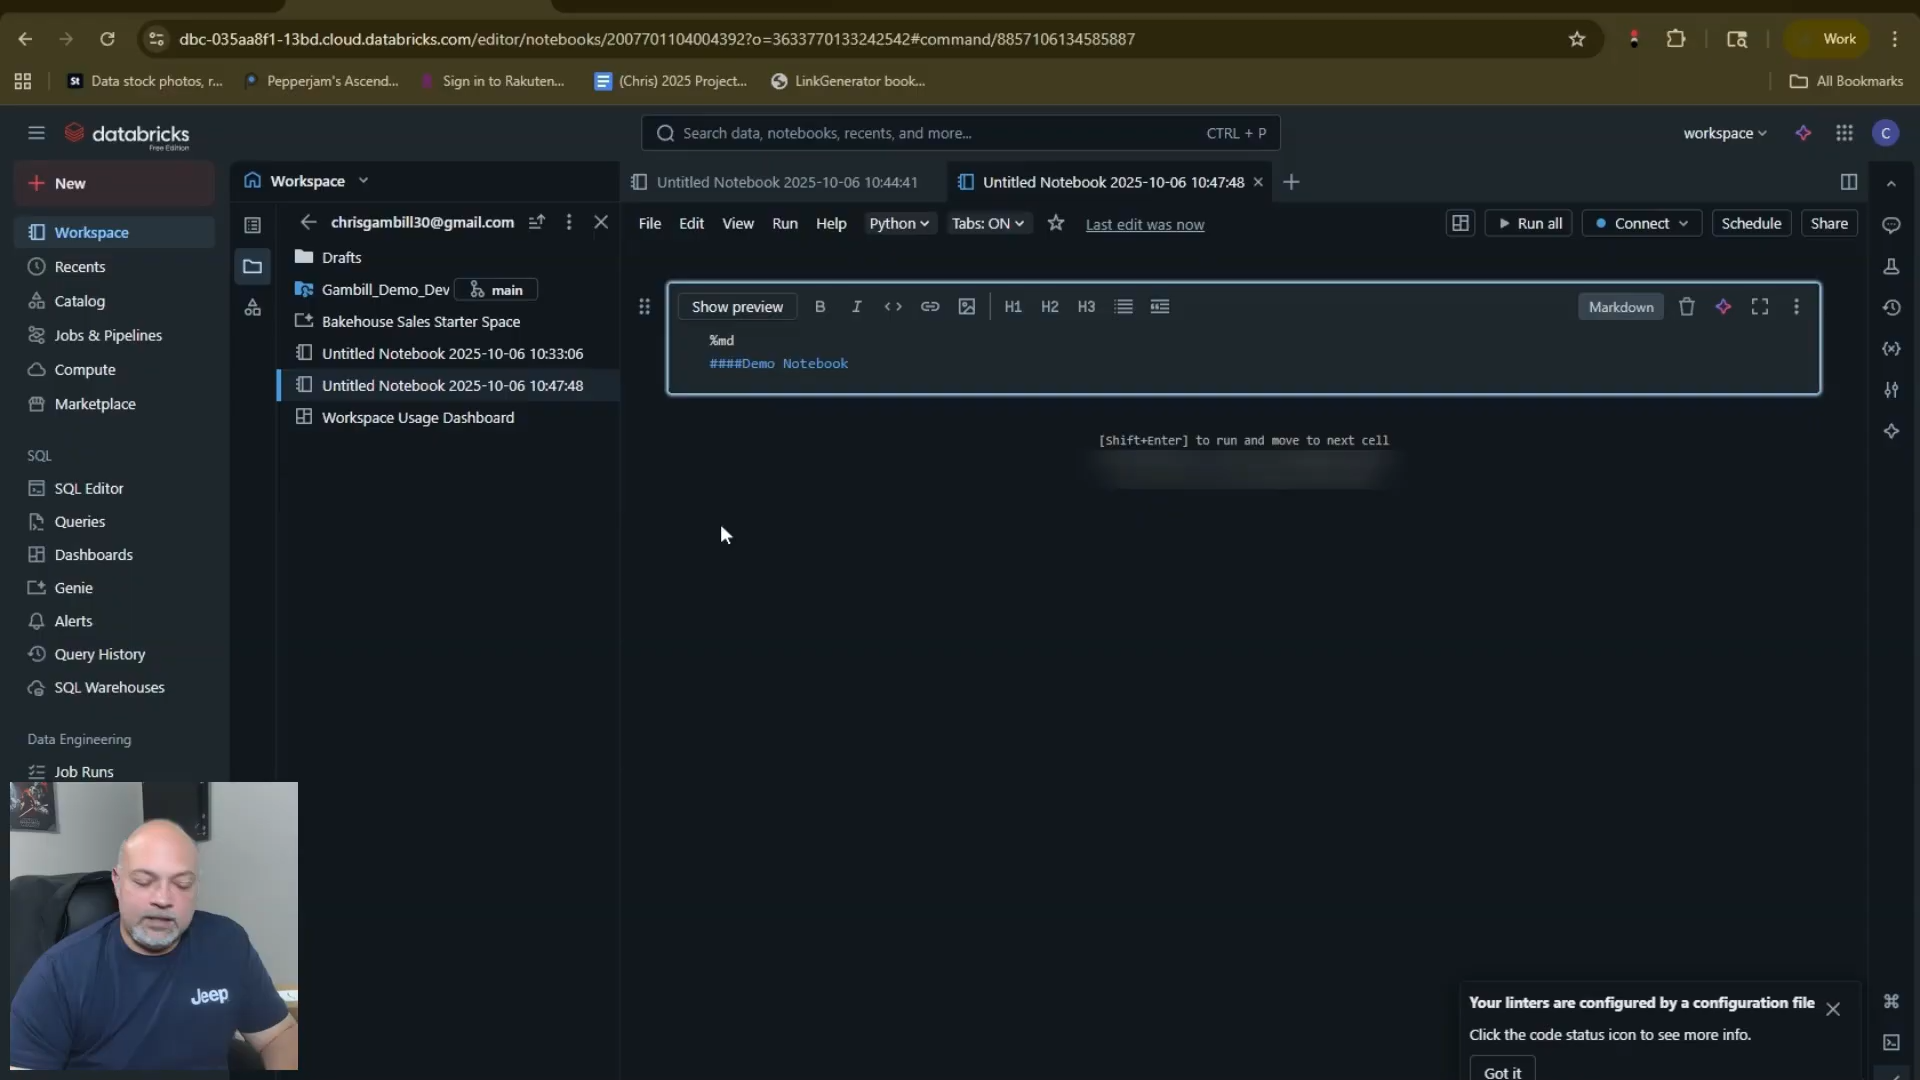 dbc-035aa8f1-13bd.cloud.databricks.com/editor/notebooks/2007701104004392?o=3633770133242542#command/8857106134585887
Work
Data stock photos, r...
Pepperjam's Ascend...
Sign in to Rakuten...
(Chris) 2025 Project...
LinkGenerator book...
All Bookmarks
databricks
Free Edition
Search data, notebooks, recents, and more...
CTRL + P
workspace
C
New
Workspace
Recents
Catalog
Jobs & Pipelines
Compute
Marketplace
SQL
SQL Editor
Queries
Dashboards
Genie
Alerts
Query History
SQL Warehouses
Data Engineering
Job Runs
Workspace
chrisgambill30@gmail.com
Drafts
Gambill_Demo_Dev
main
Bakehouse Sales Starter Space
Untitled Notebook 2025-10-06 10:33:06
Untitled Notebook 2025-10-06 10:47:48
Workspace Usage Dashboard
Untitled Notebook 2025-10-06 10:44:41
Untitled Notebook 2025-10-06 10:47:48
File
Edit
View
Run
Help
Python
Tabs: ON
Last edit was now
Run all
Connect
Schedule
Share
Show preview
B
I
H1
H2
H3
Markdown
%md
####Demo Notebook
[Shift+Enter] to run and move to next cell
Your linters are configured by a configuration file
Click the code status icon to see more info.
Got it
Jeep